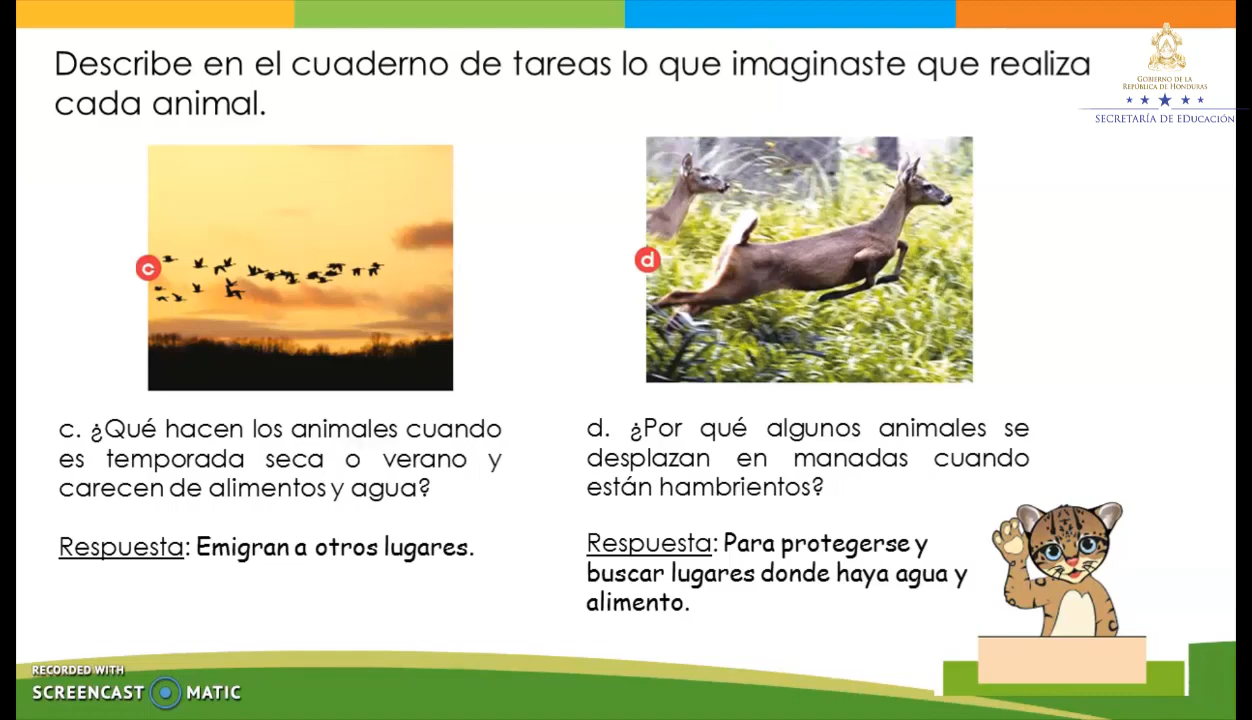 Describe en el cuaderno de tareas lo que imaginaste que realiza
cada animal.
GOBIERNO DE LA
REPÚBLICA DE HONDURAS
SECRETARÍA DE EDUCACIÓN
c
d
c. ¿Qué hacen los animales cuando
es temporada seca o verano y
carecen de alimentos y agua?
Respuesta: Emigran a otros lugares.
d. ¿Por qué algunos animales se
desplazan en manadas cuando
están hambrientos?
Respuesta: Para protegerse y
buscar lugares donde haya agua y
alimento.
RECORDED WITH
SCREENCAST MATIC